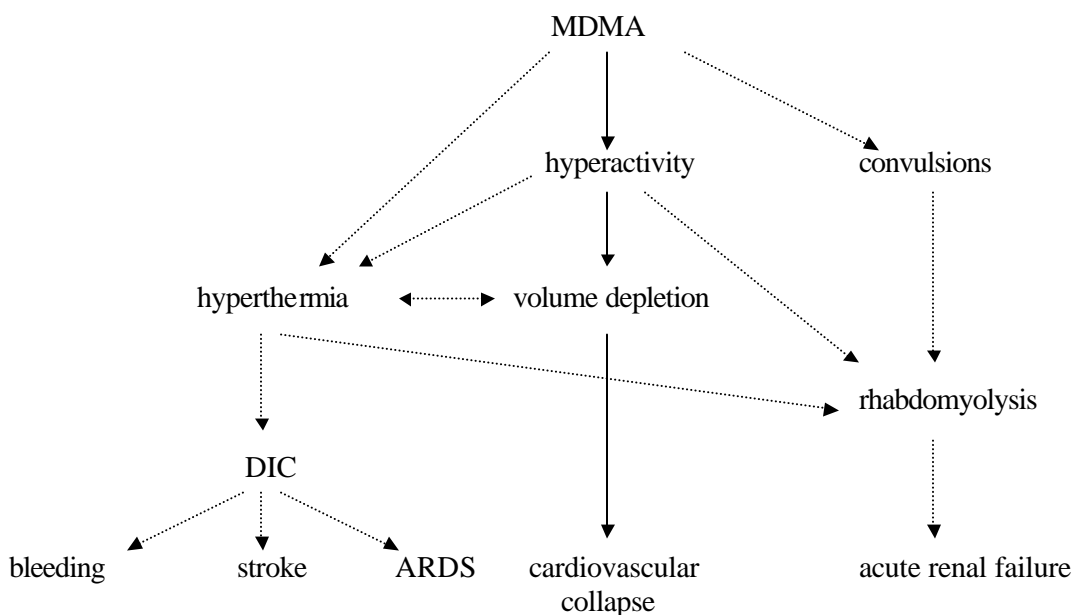 MDMA
hyperactivity
convulsions
hyperthermia
volume depletion
rhabdomyolysis
DIC
bleeding
stroke
ARDS
cardiovascular
collapse
acute renal failure